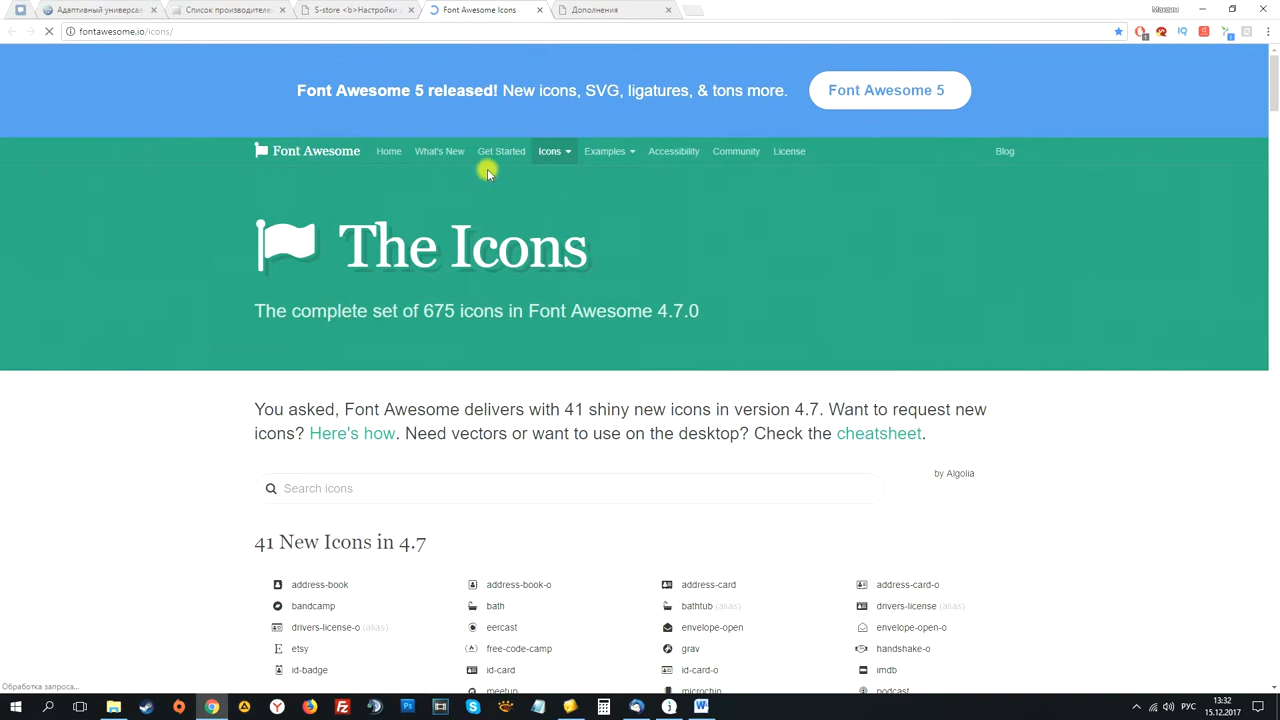 Адаптивный универсал
Список производителе
S-store <b>Настройки
Font Awesome Icons
Дополнения
fontawesome.io/icons/
Font Awesome 5 released! New icons, SVG, ligatures, & tons more.
Font Awesome 5
Font Awesome
Home
What's New
Get Started
Icons
Examples
Accessibility
Community
License
Blog
The Icons
The complete set of 675 icons in Font Awesome 4.7.0
You asked, Font Awesome delivers with 41 shiny new icons in version 4.7. Want to request new
icons? Here's how. Need vectors or want to use on the desktop? Check the cheatsheet.
Search icons
by Algolia
41 New Icons in 4.7
address-book
address-book-o
address-card
address-card-o
bandcamp
bath
bathtub (alias)
drivers-license (alias)
drivers-license-o (alias)
eercast
envelope-open
envelope-open-o
etsy
free-code-camp
grav
handshake-o
id-badge
id-card
id-card-o
imdb
meetup
microchip
podcast
Обработка запроса...
РУС
13:32
15.12.2017